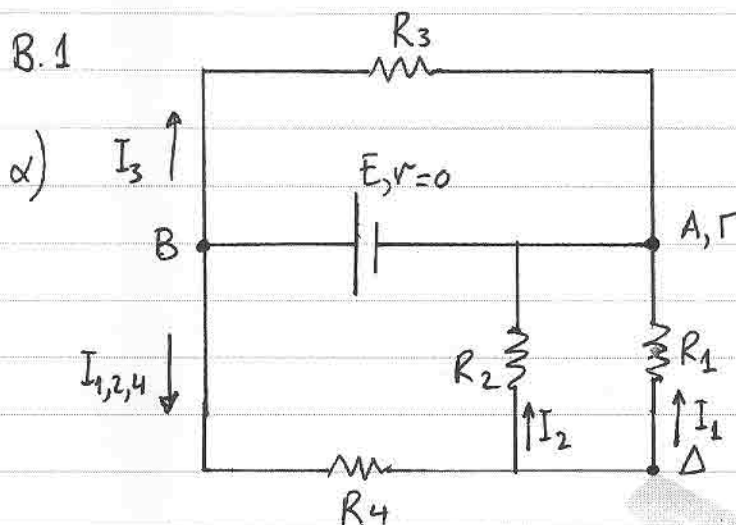 B.1
R3
α)
I3
E, r=0
B
A, Γ
I1,2,4
R2
R1
I2
I1
Δ
R4